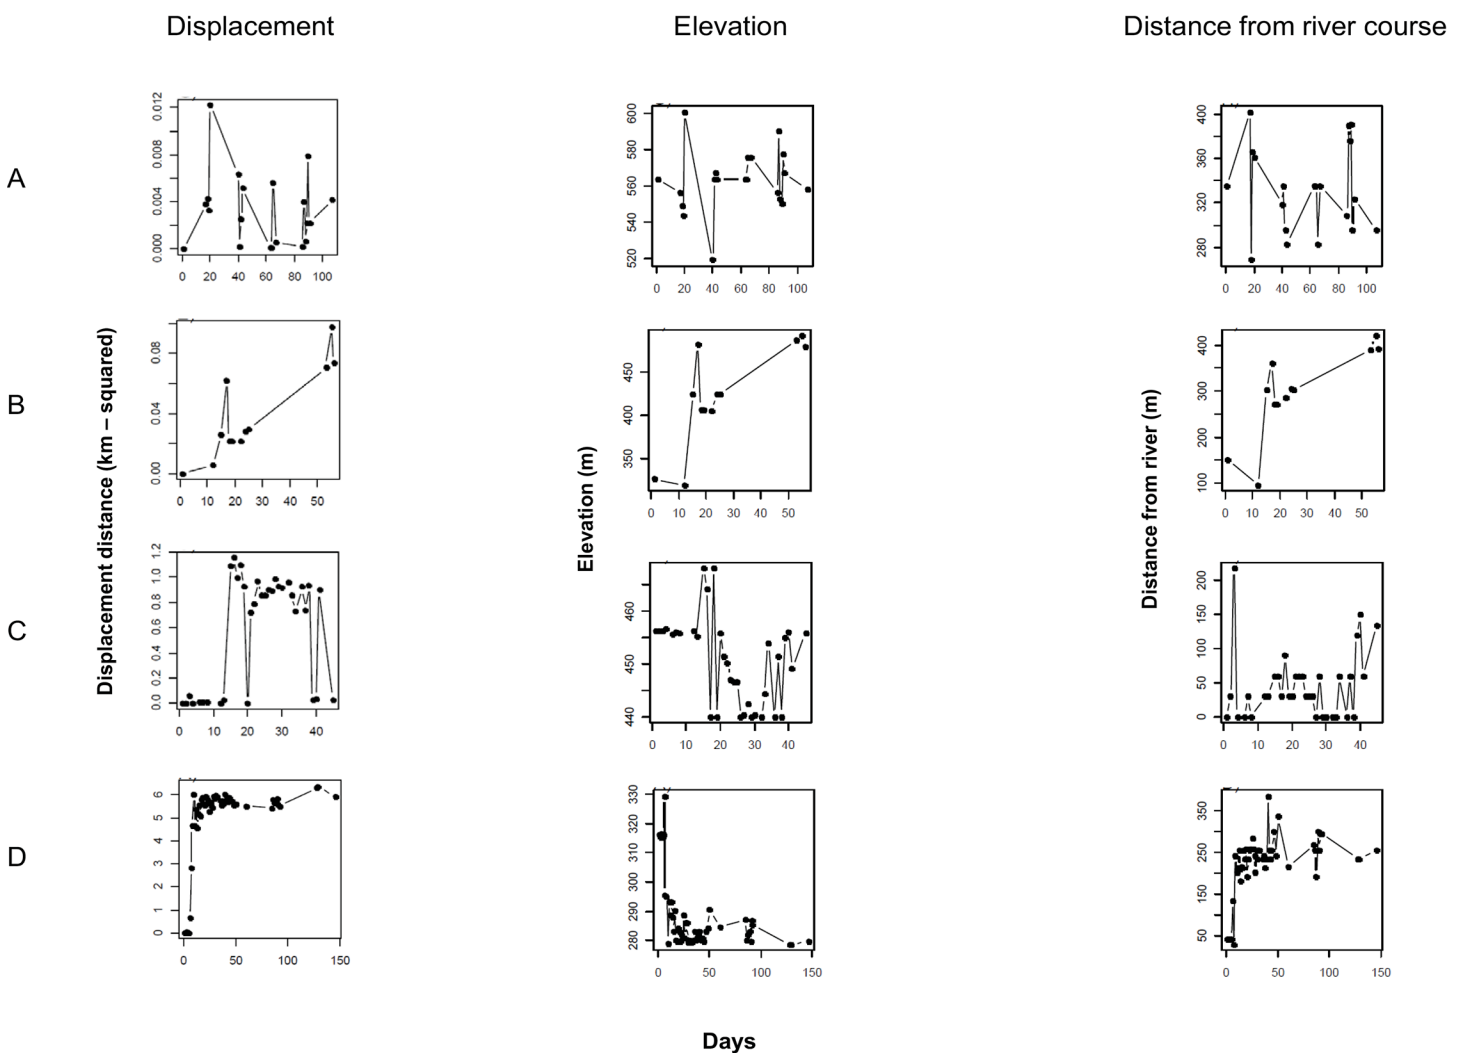 Displacement Elevation Distance from river course
A
0.012
0.008
0.004
0.000
0 20 40 60 80 100
600
580
560
540
520
0 20 40 60 80 100
400
360
320
280
0 20 40 60 80 100
B
0.08
0.04
0.00
0 10 20 30 40 50
450
400
350
0 10 20 30 40 50
400
300
200
100
0 10 20 30 40 50
C
1.2
1.0
0.8
0.6
0.4
0.2
0.0
0 10 20 30 40
460
450
440
0 10 20 30 40
200
150
100
50
0
0 10 20 30 40
D
6
5
4
3
2
1
0
0 50 100 150
330
320
310
300
290
280
0 50 100 150
350
250
150
50
0 50 100 150
Displacement distance (km – squared)
Elevation (m)
Distance from river (m)
Days